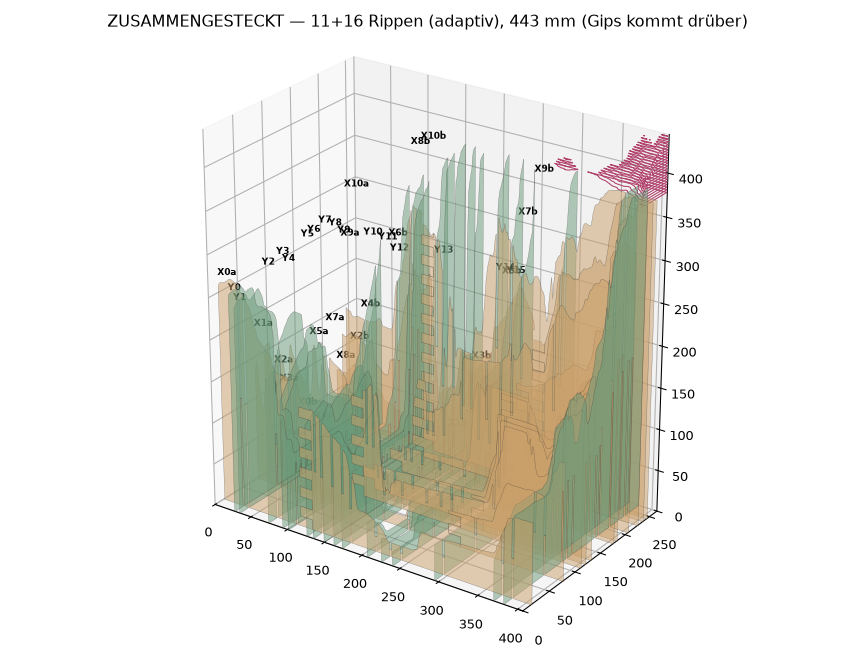 ZUSAMMENGESTECKT — 11+16 Rippen (adaptiv), 443 mm (Gips kommt drüber)
X10b
X8b
X9b
X10a
X7b
Y7
Y8
Y6
Y5
Y10
X6b
Y11
Y12
Y13
Y3
Y4
Y2
X0a
Y0
Y1
X4b
X1a
X7a
X5a
X2b
X8a
X3b
X2a
400
350
300
250
200
150
100
50
0
0
50
100
150
200
250
300
350
400
0
50
100
150
200
250